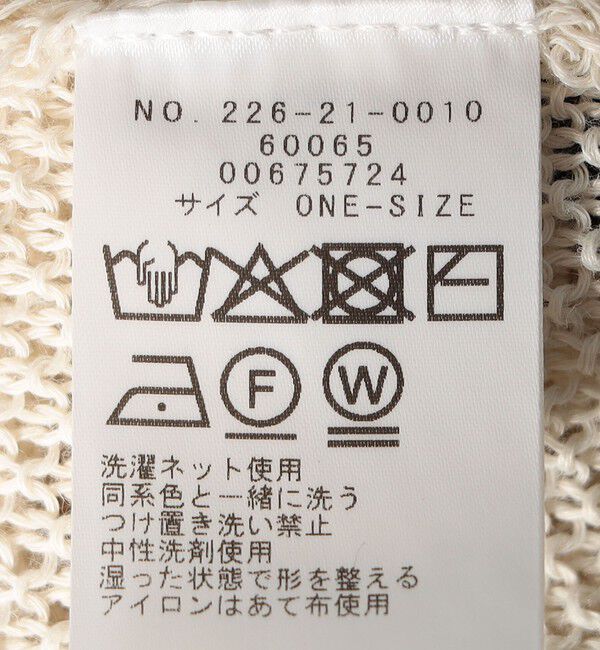 NO. 226-21-0010
60065
00675724
サイズ ONE-SIZE
F W
洗濯ネット使用
同系色と一緒に洗う
つけ置き洗い禁止
中性洗剤使用
湿った状態で形を整える
アイロンはあて布使用